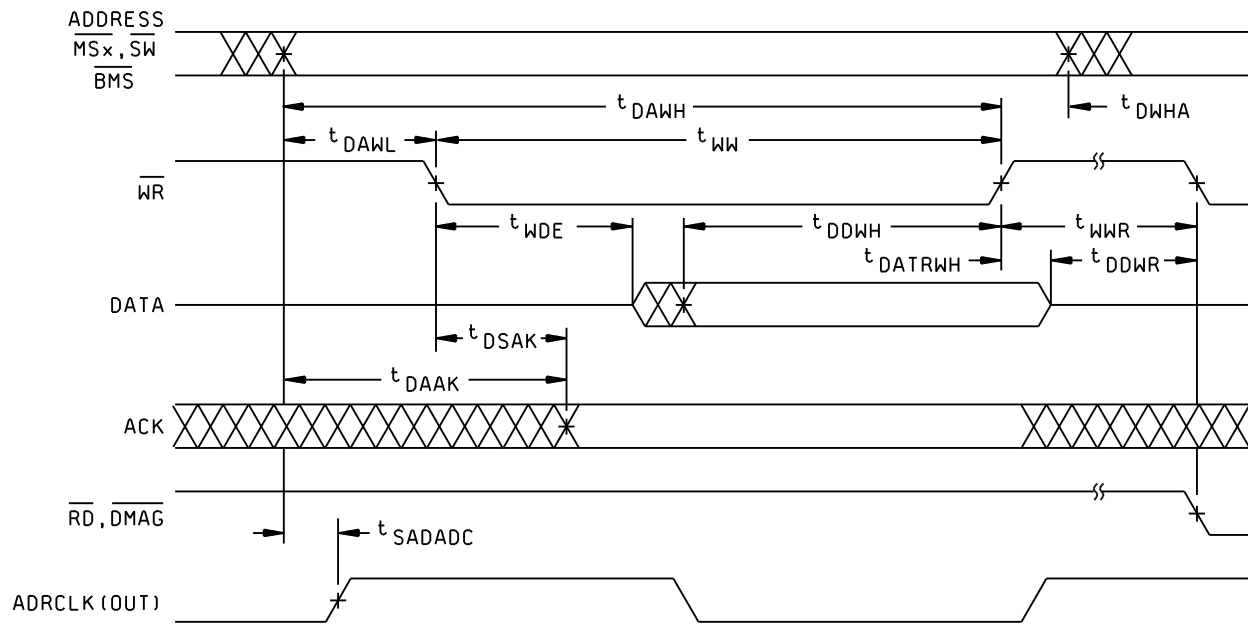 ADDRESS
MSx, SW
BMS
tDAWH
tDWHA
tDAWL
tWW
WR
tWDE
tDDWH
tWWR
tDATRWH
tDDWR
DATA
tDSAK
tDAAK
ACK
RD, DMAG
tSADADC
ADRCLK(OUT)